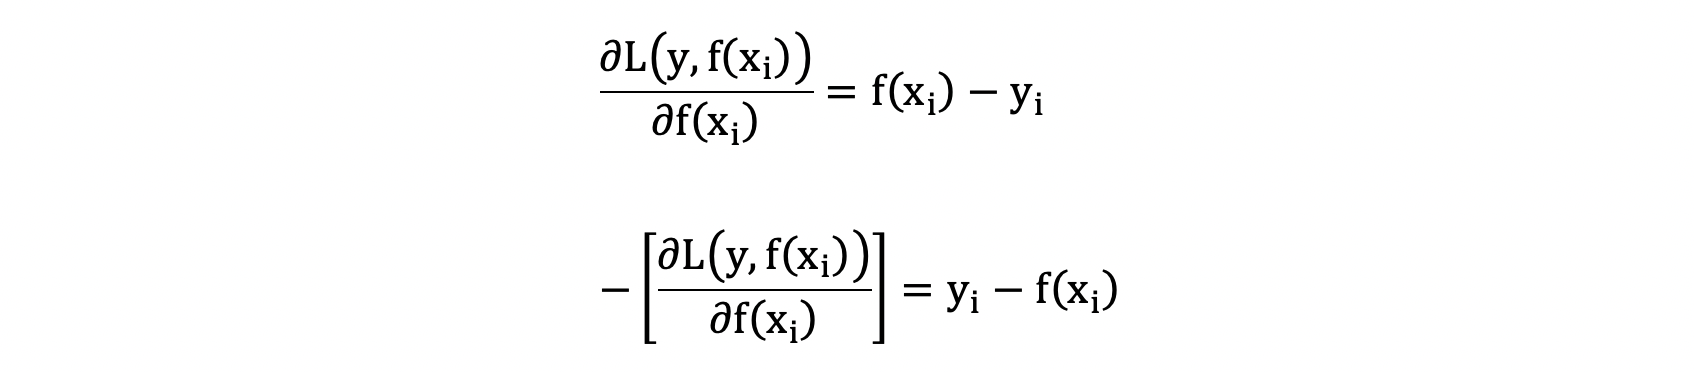 ∂L(y, f(xᵢ)) / ∂f(xᵢ) = f(xᵢ) − yᵢ
− [∂L(y, f(xᵢ)) / ∂f(xᵢ)] = yᵢ − f(xᵢ)